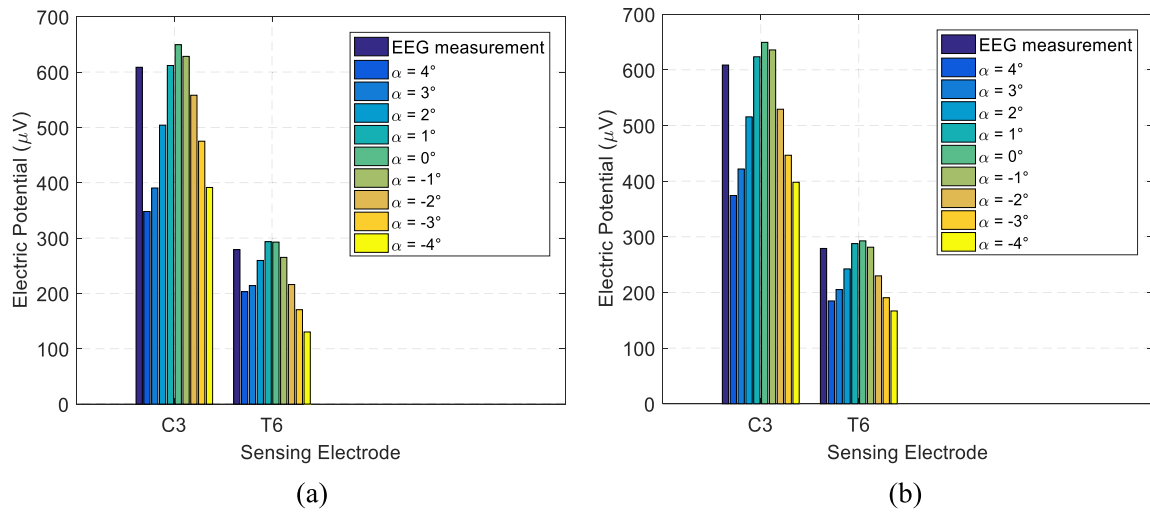 700
600
500
400
300
200
100
0
Electric Potential (μV)
C3
T6
Sensing Electrode
EEG measurement
α = 4°
α = 3°
α = 2°
α = 1°
α = 0°
α = -1°
α = -2°
α = -3°
α = -4°
(a)
700
600
500
400
300
200
100
0
Electric Potential (μV)
C3
T6
Sensing Electrode
EEG measurement
α = 4°
α = 3°
α = 2°
α = 1°
α = 0°
α = -1°
α = -2°
α = -3°
α = -4°
(b)